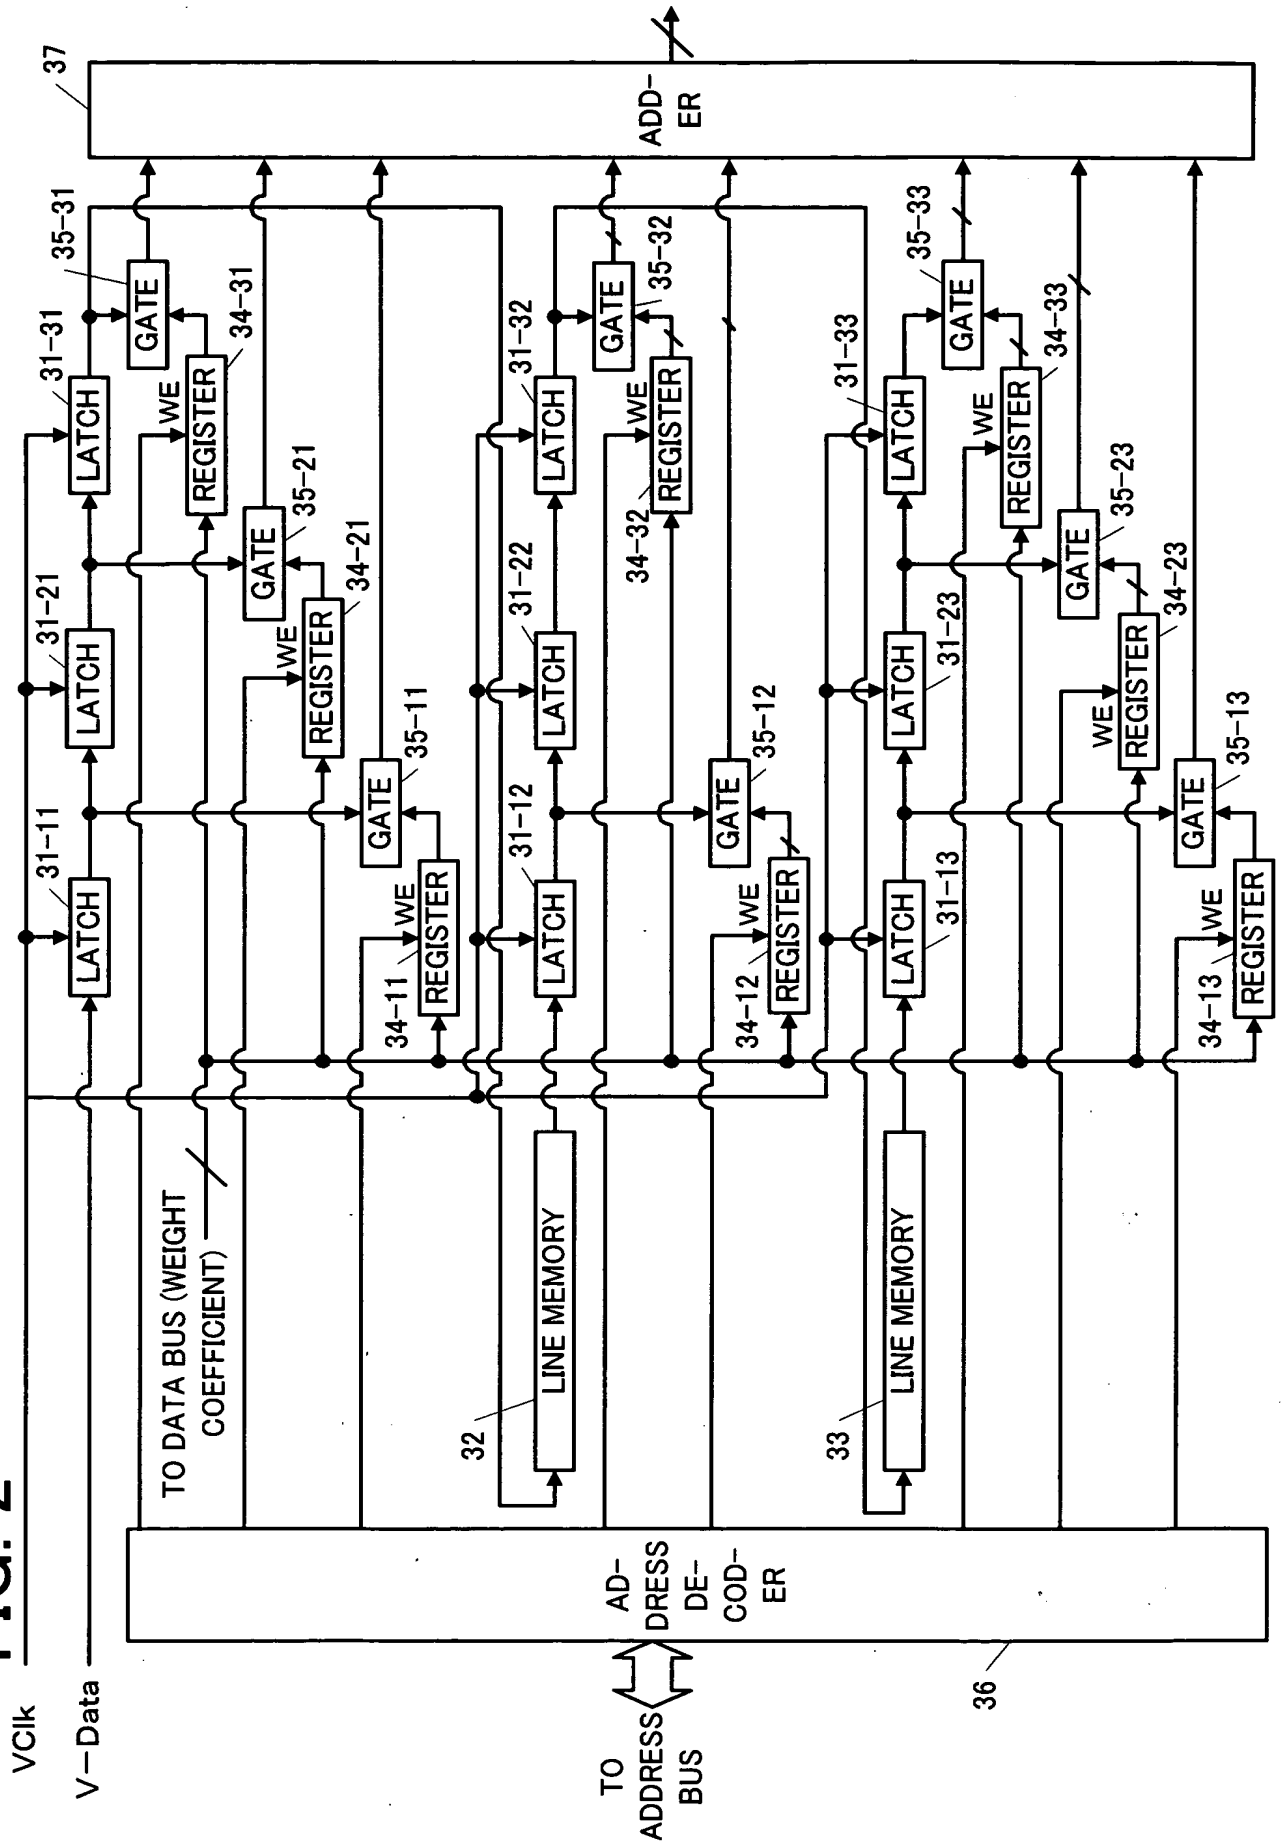 FIG. 2
VClk
V-Data
37
31-11
LATCH
31-21
LATCH
31-31
LATCH
35-31
GATE
WE
REGISTER
34-31
35-21
GATE
WE
REGISTER
34-21
35-11
GATE
WE
REGISTER
34-11
TO DATA BUS (WEIGHT
COEFFICIENT)
32
LINE MEMORY
31-12
LATCH
31-22
LATCH
31-32
LATCH
GATE
35-32
WE
REGISTER
34-32
GATE
35-12
WE
REGISTER
34-12
33
LINE MEMORY
LATCH
31-13
LATCH
31-23
31-33
LATCH
35-33
GATE
WE
REGISTER
34-33
GATE
35-23
WE
REGISTER
34-23
GATE
35-13
WE
REGISTER
34-13
TO
ADDRESS
BUS
AD-
DRESS
DE-
COD-
ER
36
ADD-
ER